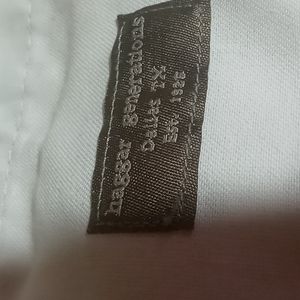 haggar generations
Dallas TX.
Est. 1926